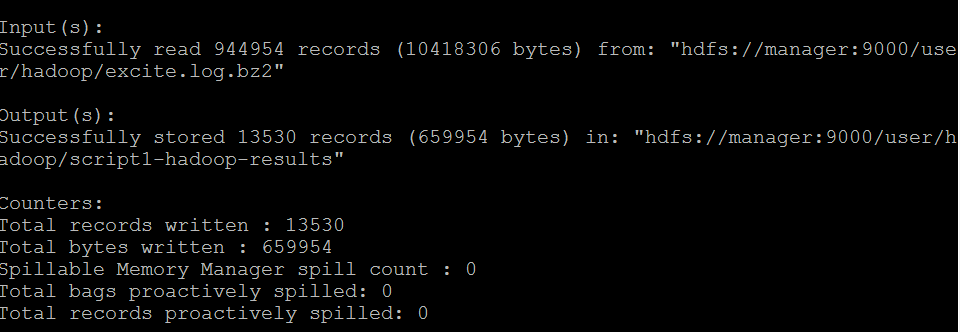 Input(s):
Successfully read 944954 records (10418306 bytes) from: "hdfs://manager:9000/use
r/hadoop/excite.log.bz2"
Output(s):
Successfully stored 13530 records (659954 bytes) in: "hdfs://manager:9000/user/h
adoop/script1-hadoop-results"
Counters:
Total records written : 13530
Total bytes written : 659954
Spillable Memory Manager spill count : 0
Total bags proactively spilled: 0
Total records proactively spilled: 0